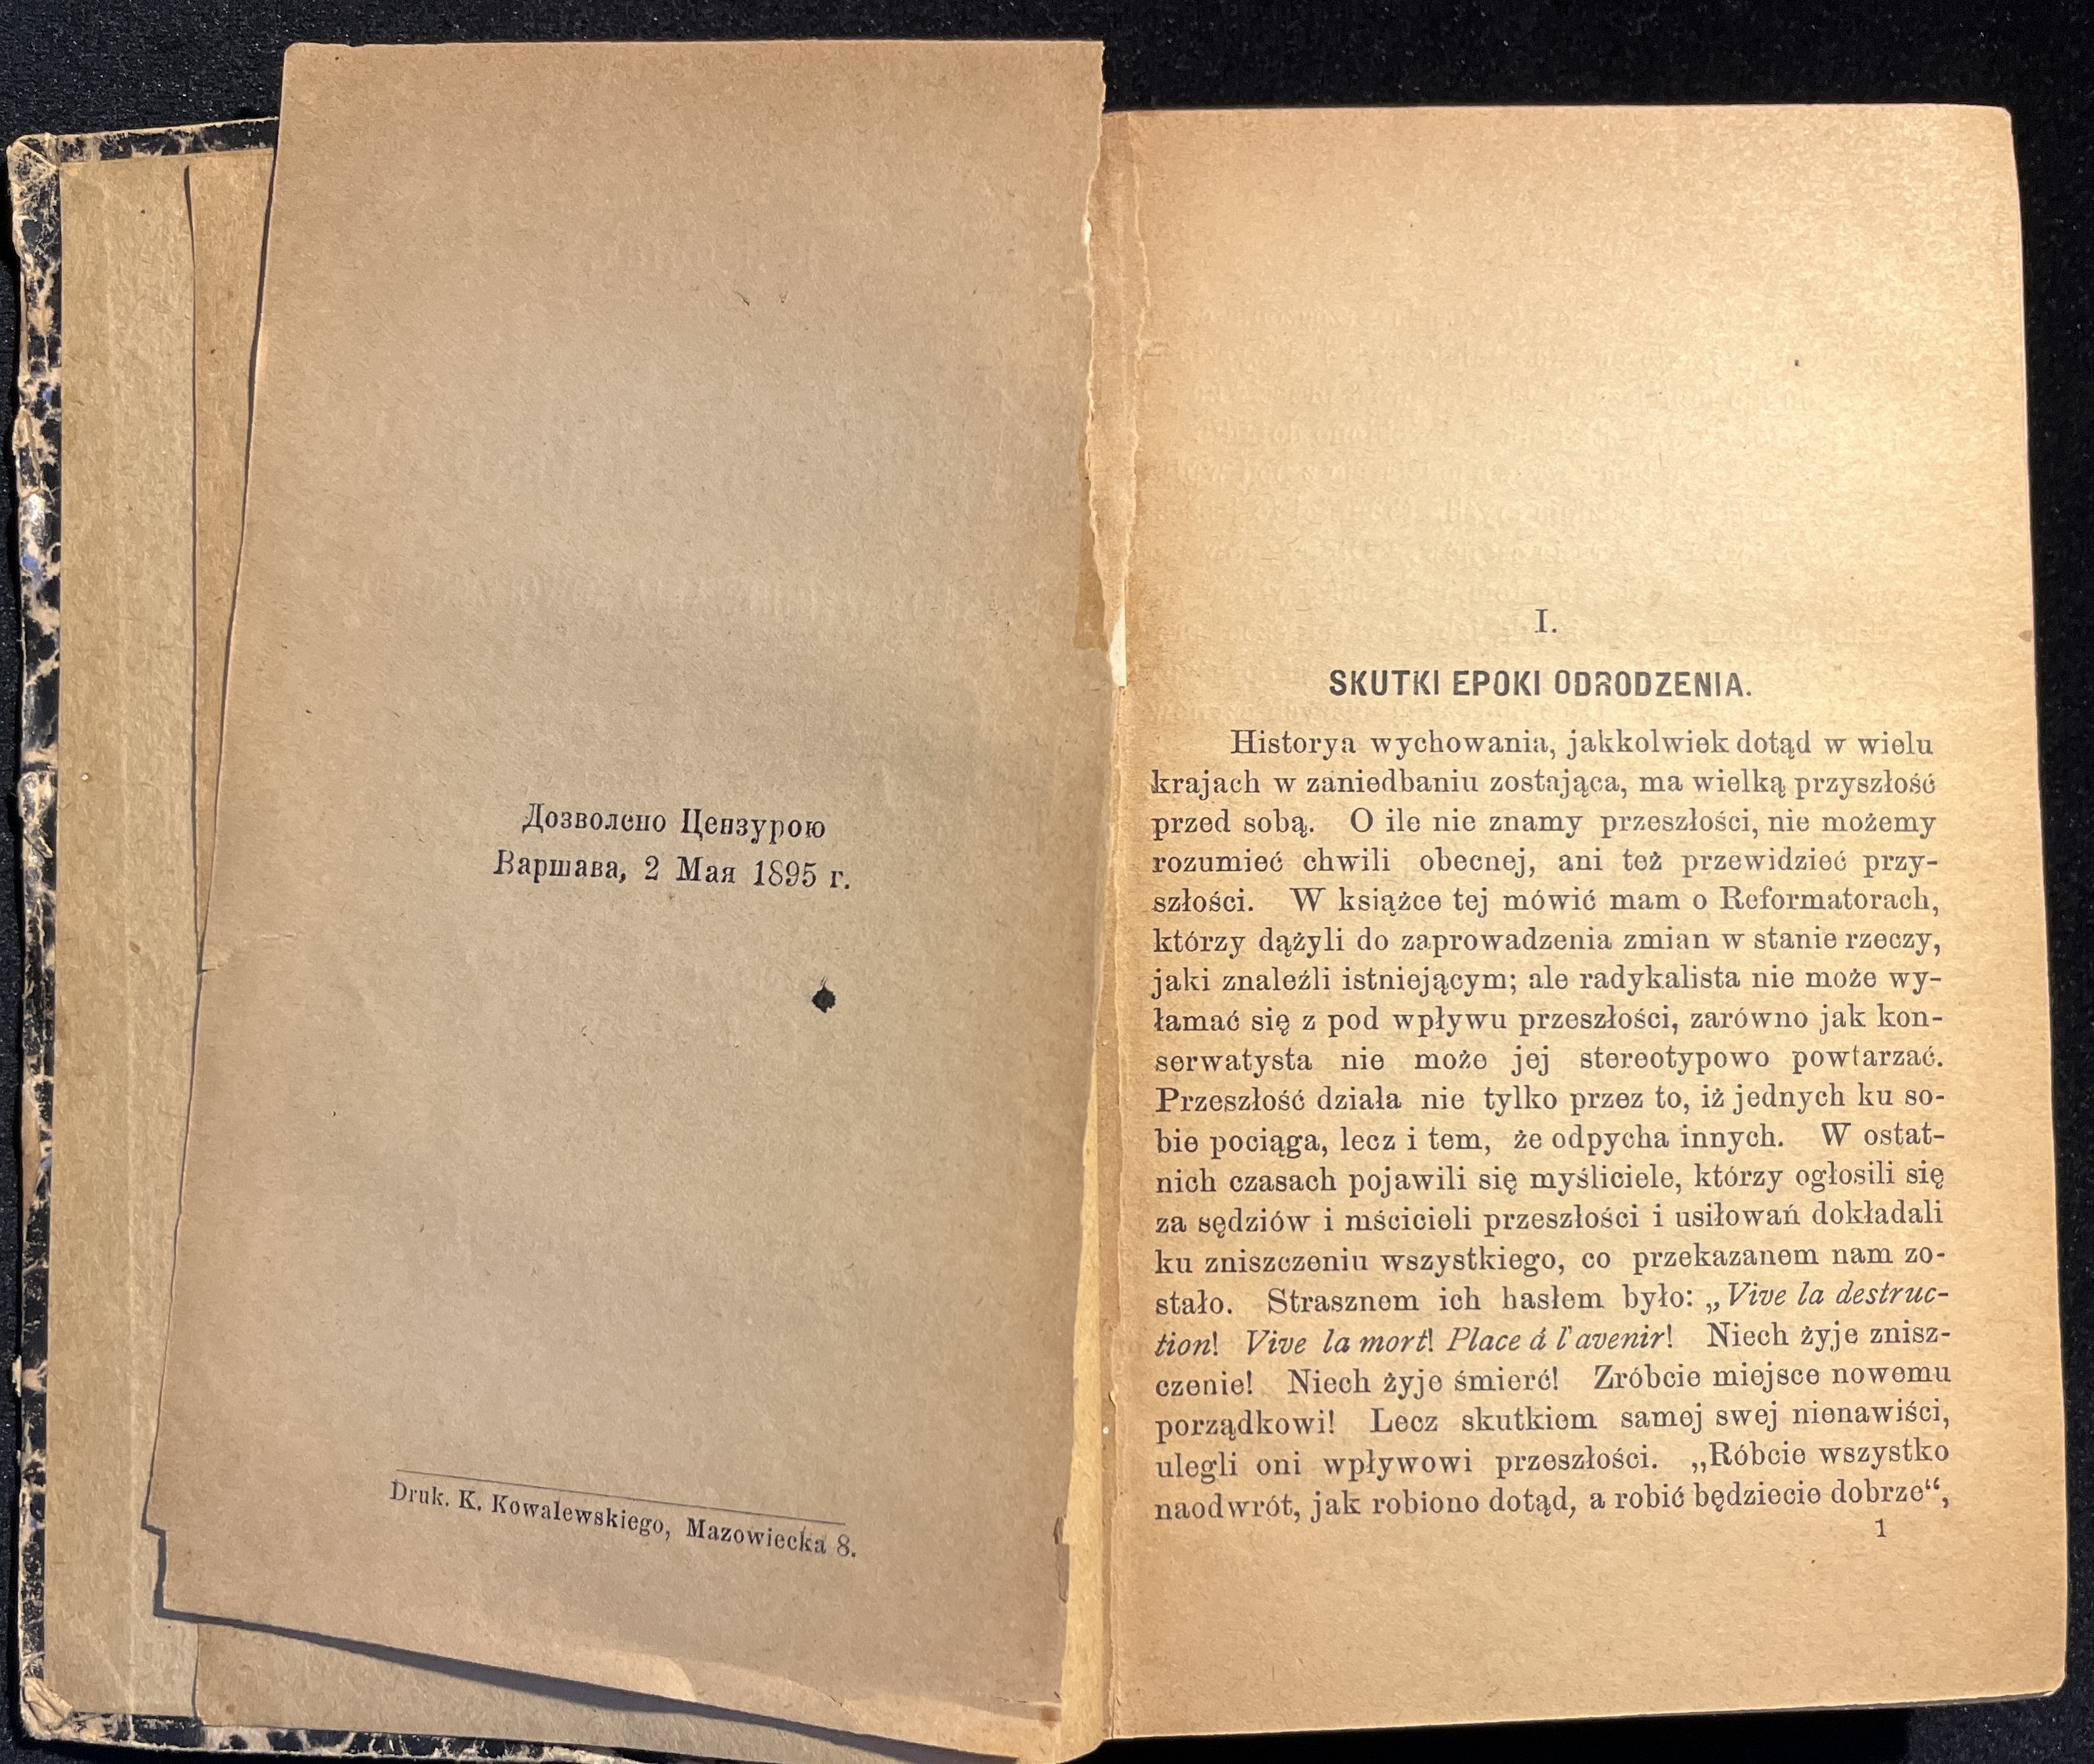 Дозволено Цензурою
Варшава, 2 Мая 1895 г.
Druk. K. Kowalewskiego, Mazowiecka 8.
I.
SKUTKI EPOKI ODRODZENIA.
Historya wychowania, jakkolwiek dotąd w wielu
krajach w zaniedbaniu zostająca, ma wielką przyszłość
przed sobą. O ile nie znamy przeszłości, nie możemy
rozumieć chwili obecnej, ani też przewidzieć przy-
szłości. W książce tej mówić mam o Reformatorach,
którzy dążyli do zaprowadzenia zmian w stanie rzeczy,
jaki znaleźli istniejącym; ale radykalista nie może wy-
łamać się z pod wpływu przeszłości, zarówno jak kon-
serwatysta nie może jej stereotypowo powtarzać.
Przeszłość działa nie tylko przez to, iż jednych ku so-
bie pociąga, lecz i tem, że odpycha innych. W ostat-
nich czasach pojawili się myśliciele, którzy ogłosili się
za sędziów i mścicieli przeszłości i usiłowań dokładali
ku zniszczeniu wszystkiego, co przekazanem nam zo-
stało. Strasznem ich hasłem było: „Vive la destruc-
tion! Vive la mort! Place á l'avenir! Niech żyje znisz-
czenie! Niech żyje śmierć! Zróbcie miejsce nowemu
porządkowi! Lecz skutkiem samej swej nienawiści,
ulegli oni wpływowi przeszłości. „Róbcie wszystko
naodwrót, jak robiono dotąd, a robić będziecie dobrze“,
1